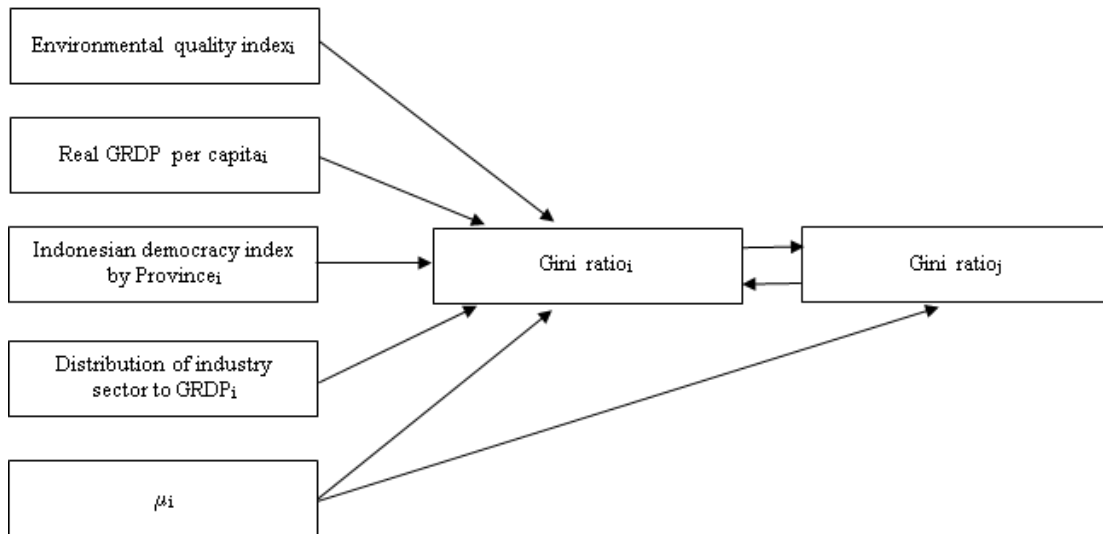 Environmental quality indexᵢ
Real GRDP per capitaᵢ
Indonesian democracy index
by Provinceᵢ
Gini ratioᵢ
Gini ratioⱼ
Distribution of industry
sector to GRDPᵢ
μᵢ